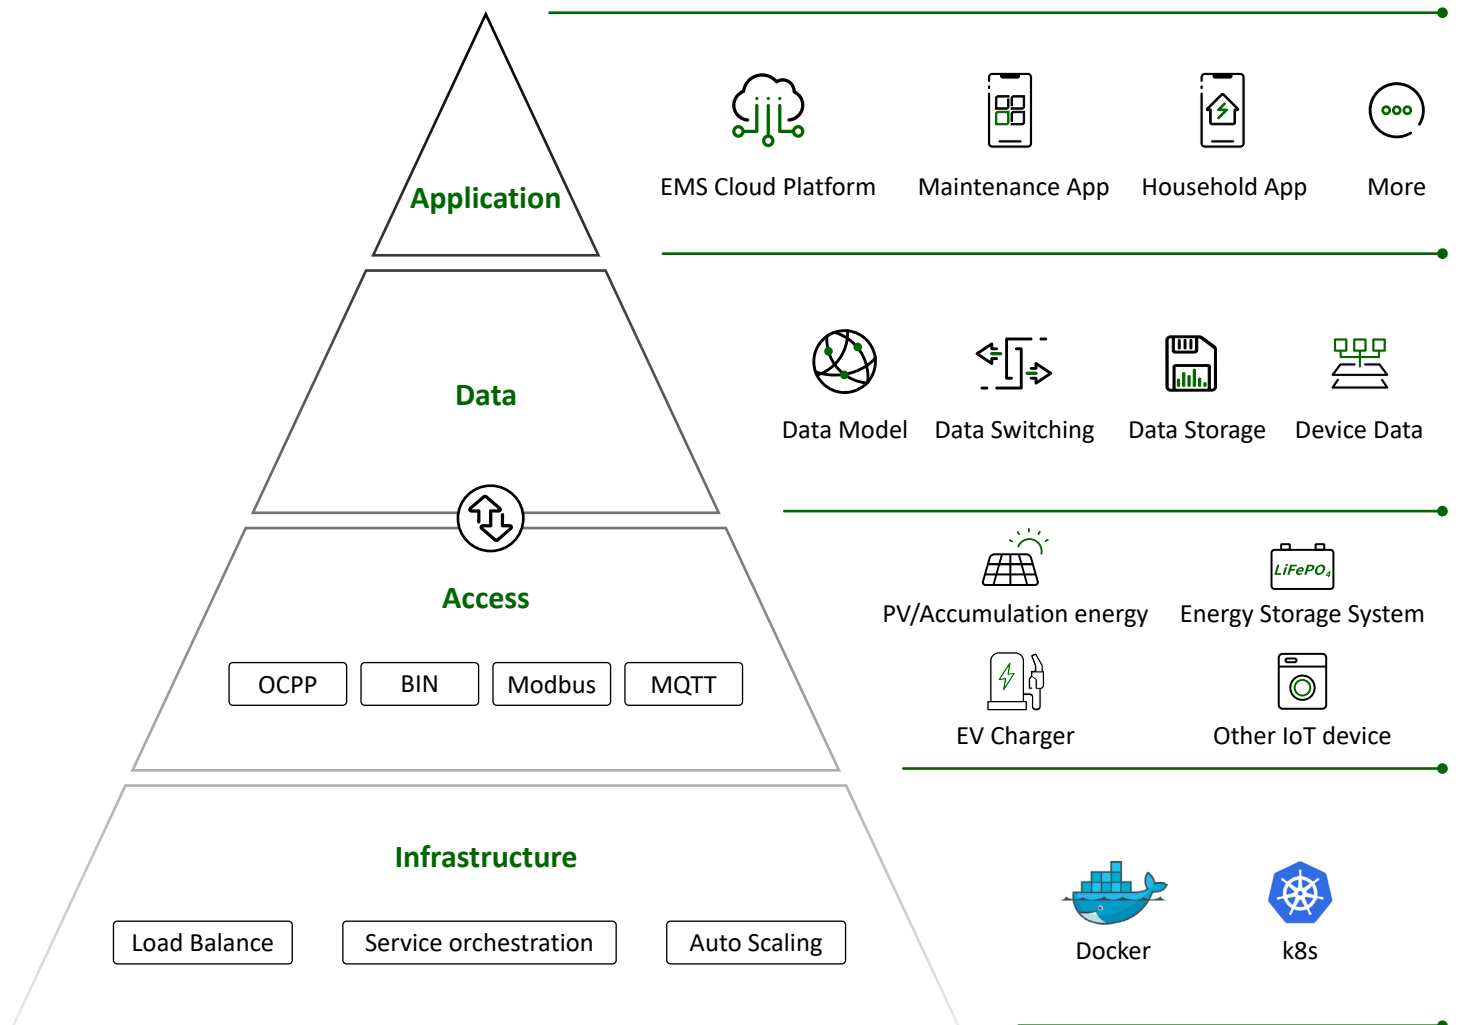 Application
EMS Cloud Platform
Maintenance App
Household App
More
Data
Data Model
Data Switching
Data Storage
Device Data
Access
OCPP
BIN
Modbus
MQTT
PV/Accumulation energy
LiFePO₄
Energy Storage System
EV Charger
Other IoT device
Infrastructure
Load Balance
Service orchestration
Auto Scaling
Docker
k8s